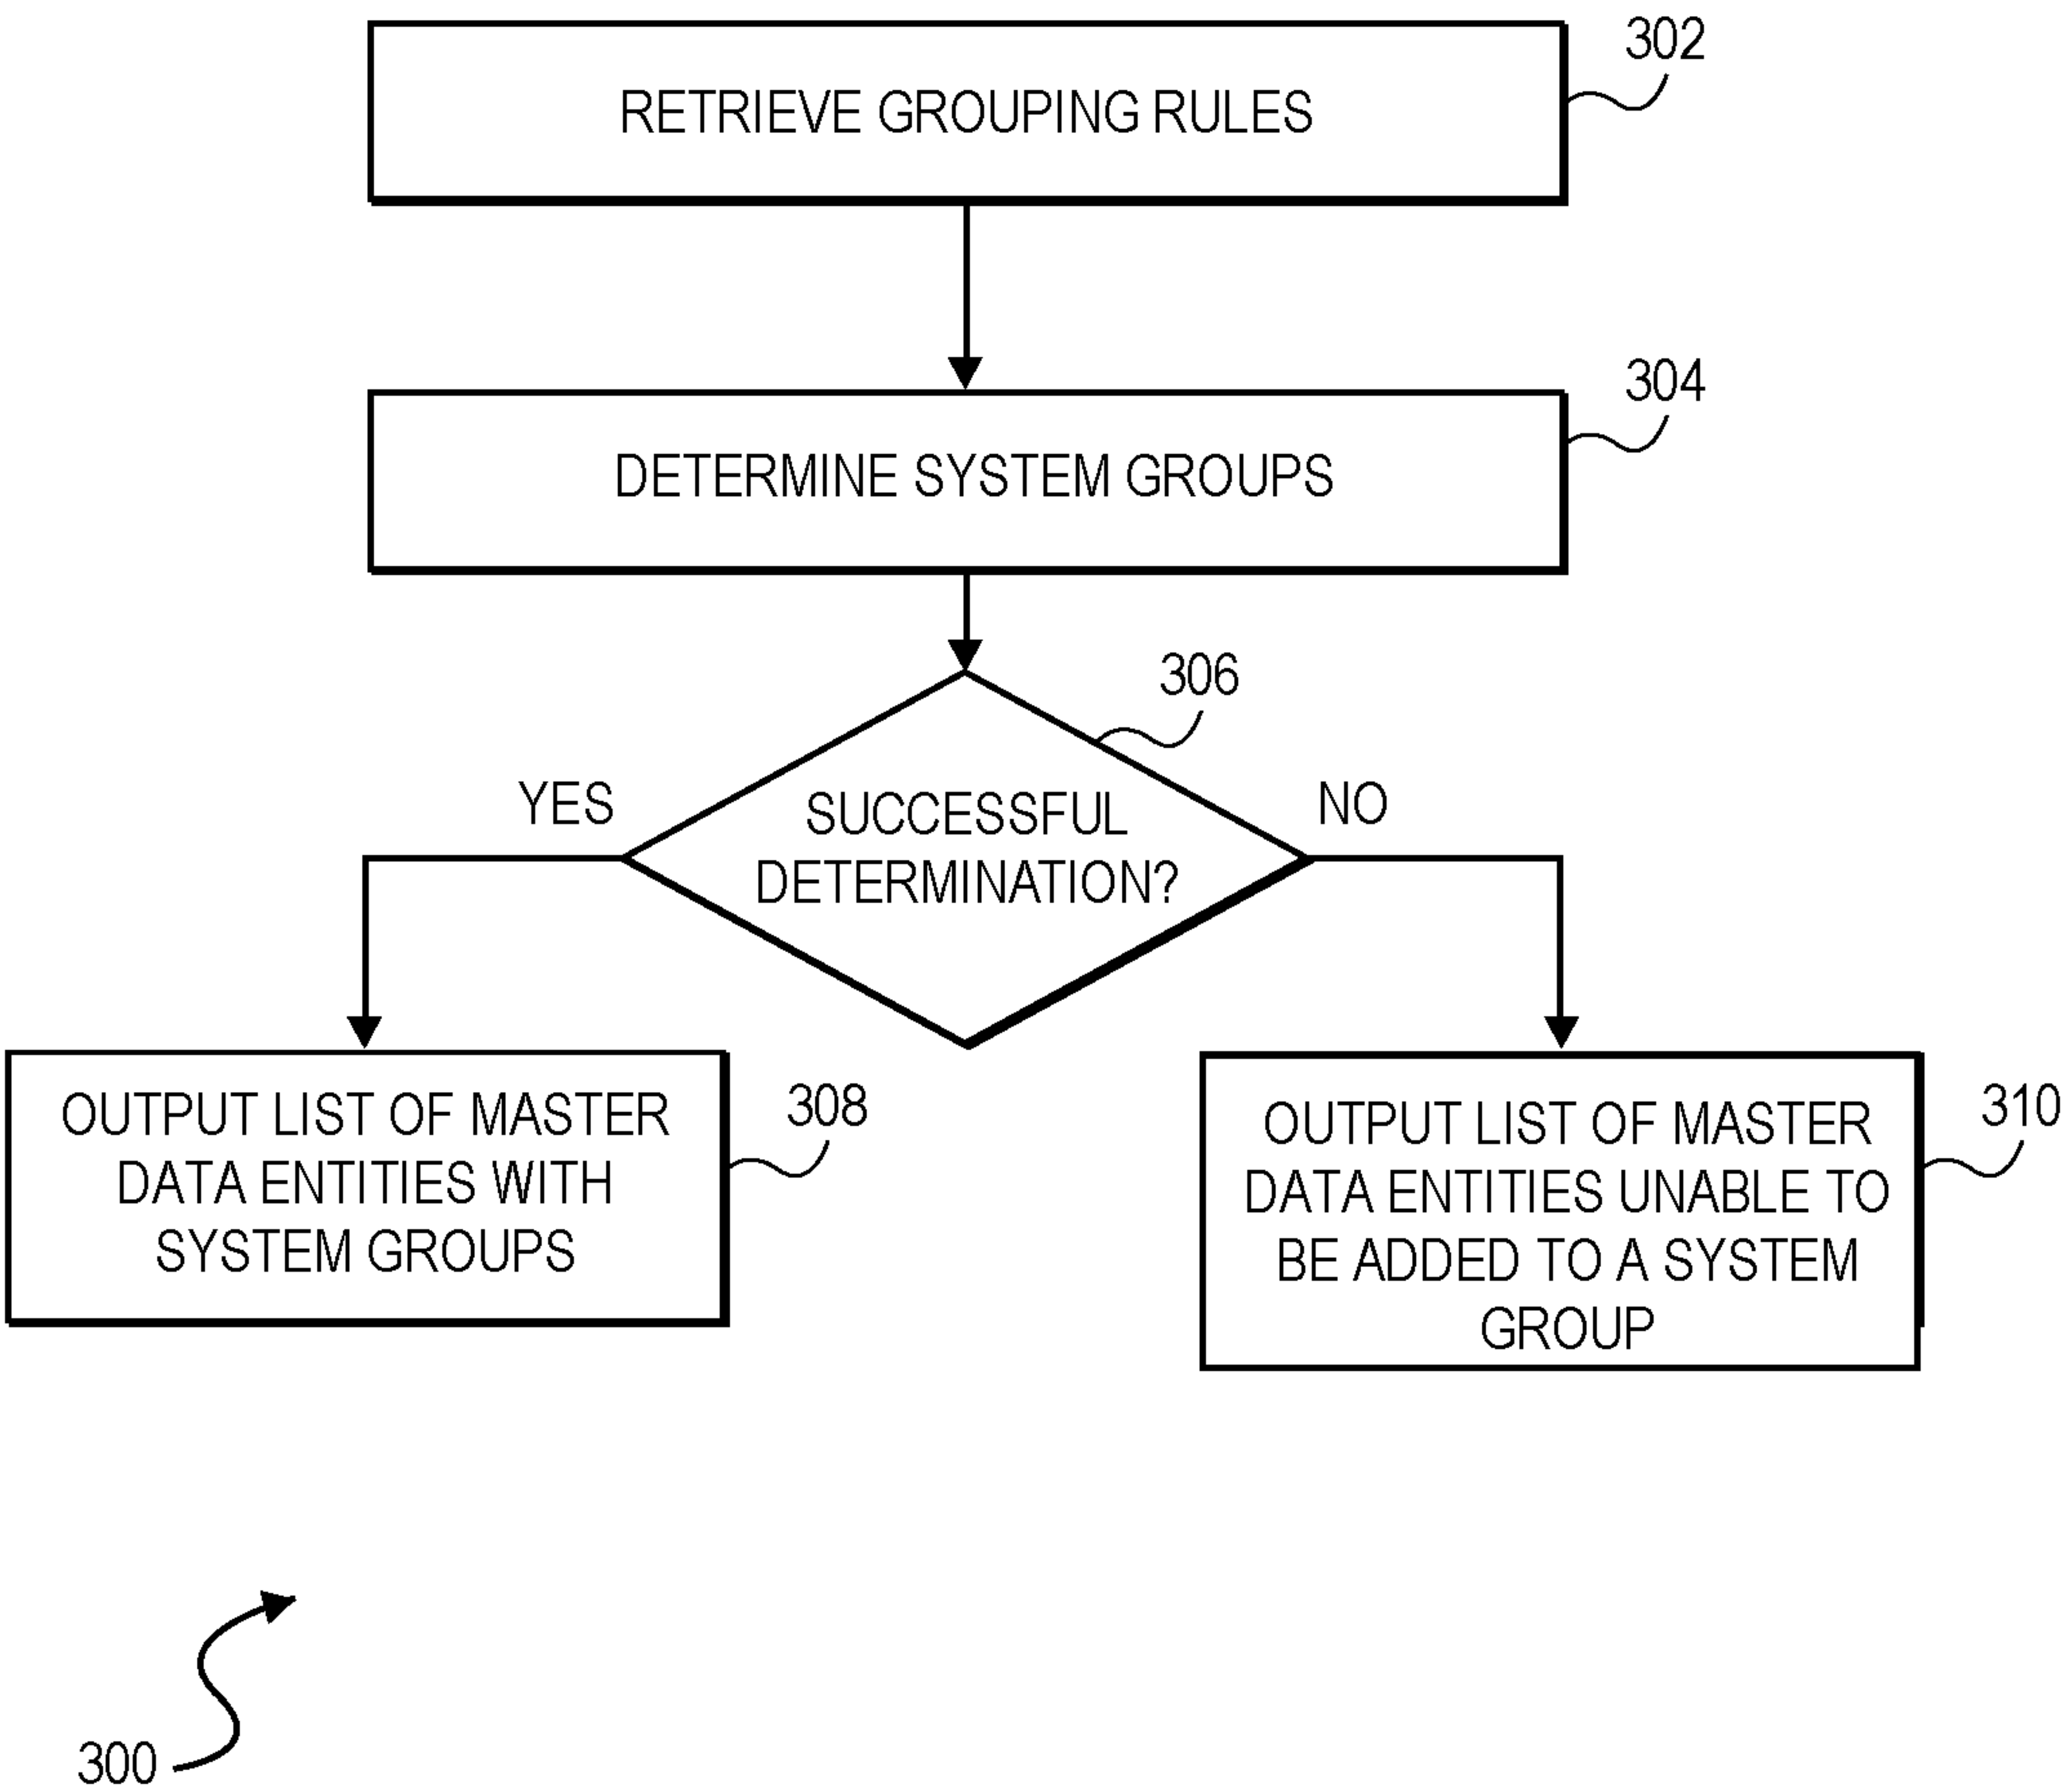 302
RETRIEVE GROUPING RULES
304
DETERMINE SYSTEM GROUPS
306
YES
NO
SUCCESSFUL
DETERMINATION?
OUTPUT LIST OF MASTER
DATA ENTITIES WITH
SYSTEM GROUPS
308
OUTPUT LIST OF MASTER
DATA ENTITIES UNABLE TO
BE ADDED TO A SYSTEM
GROUP
310
300